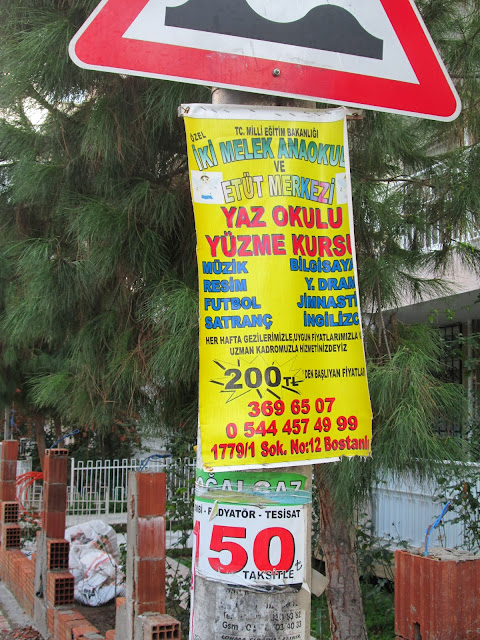 ÖZEL
TC. MİLLİ EĞİTİM BAKANLIĞI
İKİ MELEK ANAOKUL
VE
ETÜT MERKEZİ
YAZ OKULU
YÜZME KURSU
MÜZİK BİLGİSAYA
RESİM Y. DRAM
FUTBOL JİMNASTİ
SATRANÇ İNGİLİZC
HER HAFTA GEZİLERİMİZLE,UYGUN FİYATLARIMIZLA
UZMAN KADROMUZLA HİZMETİNİZDEYİZ
200TL 'DEN BAŞLIYAN FİYATLAR
369 65 07
0 544 457 49 99
1779/1 Sok. No:12 Bostanlı
OĞALGAZ
RADYATÖR - TESİSAT
150₺
TAKSİTLE